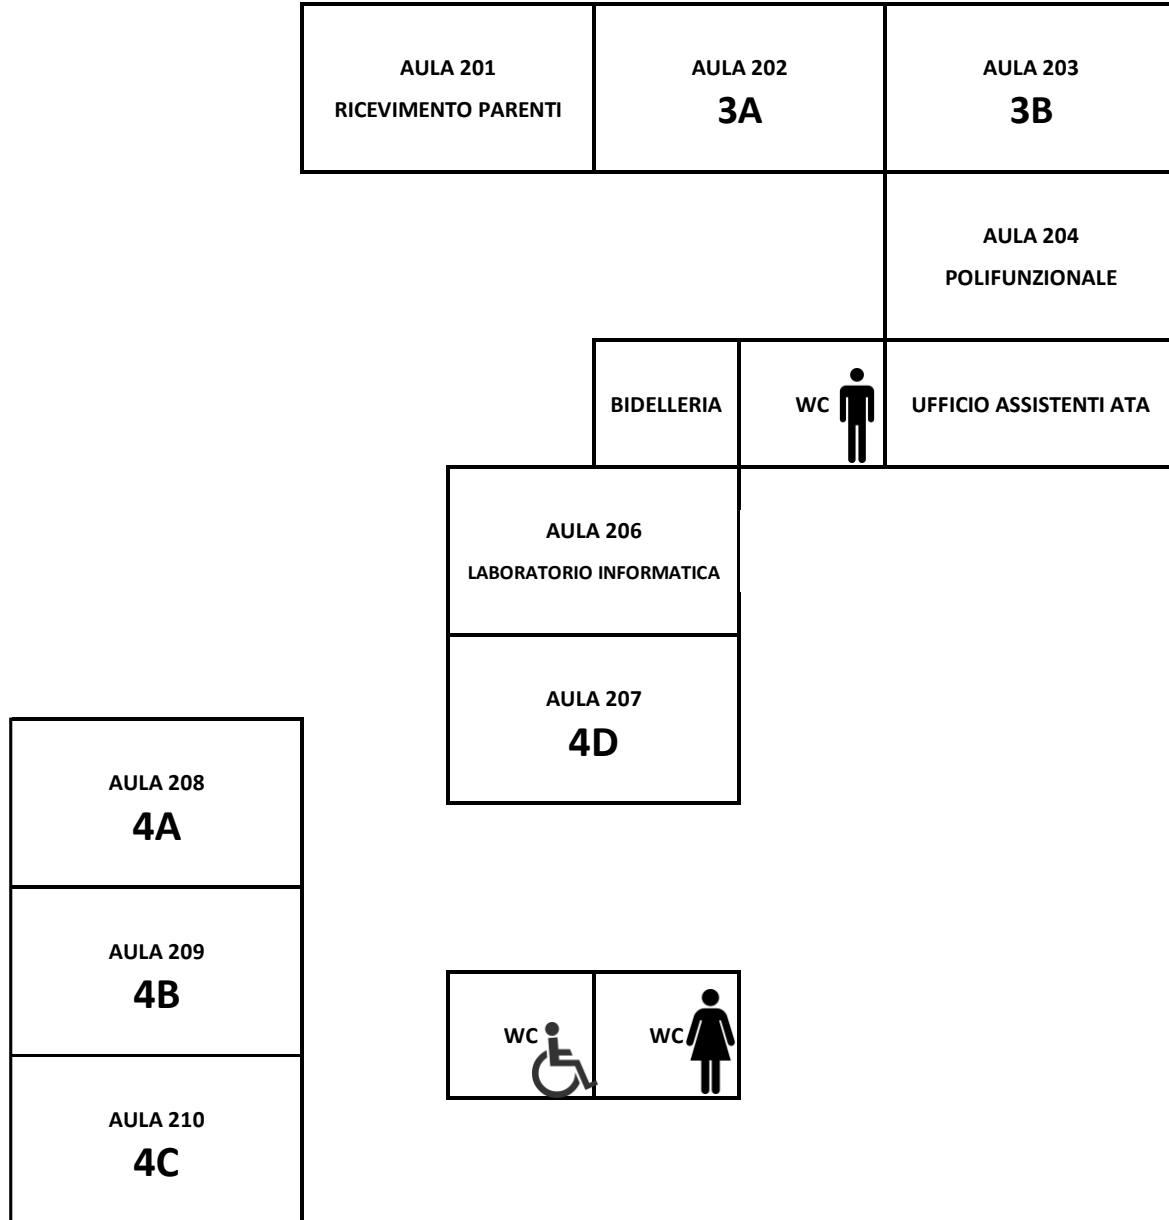 AULA 201
RICEVIMENTO PARENTI
AULA 202
3A
AULA 203
3B
AULA 204
POLIFUNZIONALE
BIDELLERIA
WC
UFFICIO ASSISTENTI ATA
AULA 206
LABORATORIO INFORMATICA
AULA 207
4D
AULA 208
4A
AULA 209
4B
WC
WC
AULA 210
4C